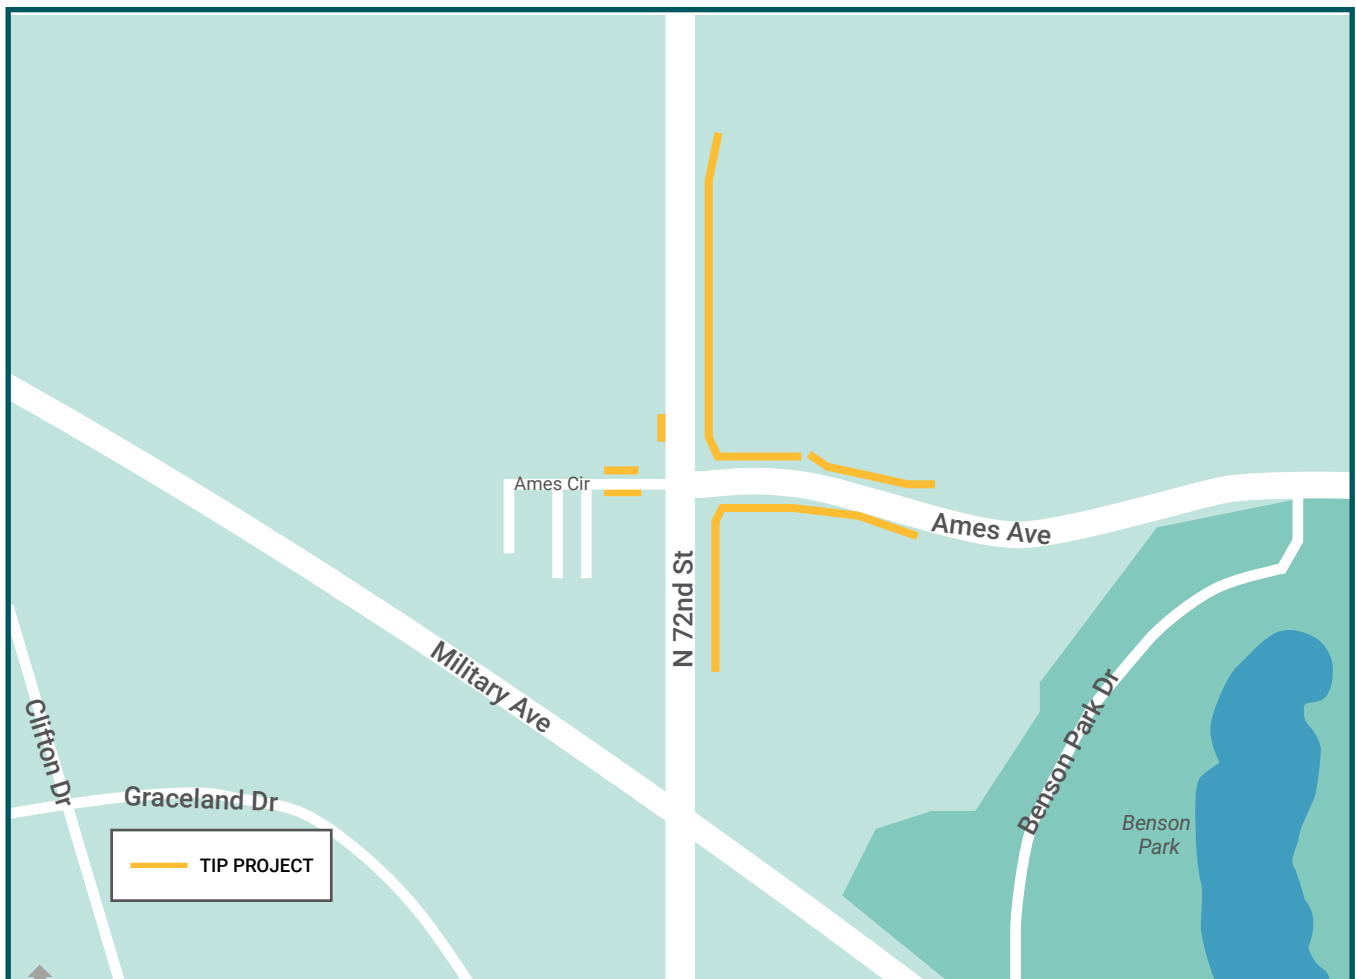 Ames Cir
Ames Ave
N 72nd St
Military Ave
Benson Park Dr
Clifton Dr
Graceland Dr
Benson
Park
TIP PROJECT